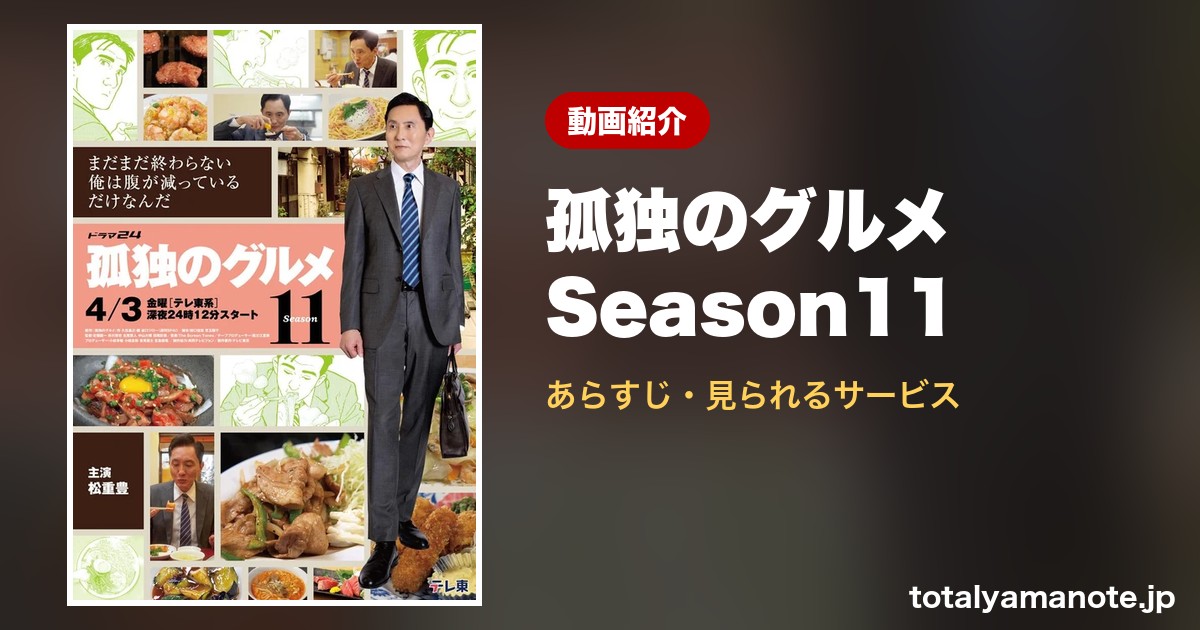 まだまだ終わらない
俺は腹が減っている
だけなんだ
ドラマ24
孤独のグルメ
4/3 金曜[テレ東系]
深夜24時12分スタート
Season 11
主演
松重豊
テレ東
動画紹介
孤独のグルメ
Season11
あらすじ・見られるサービス
totalyamanote.jp